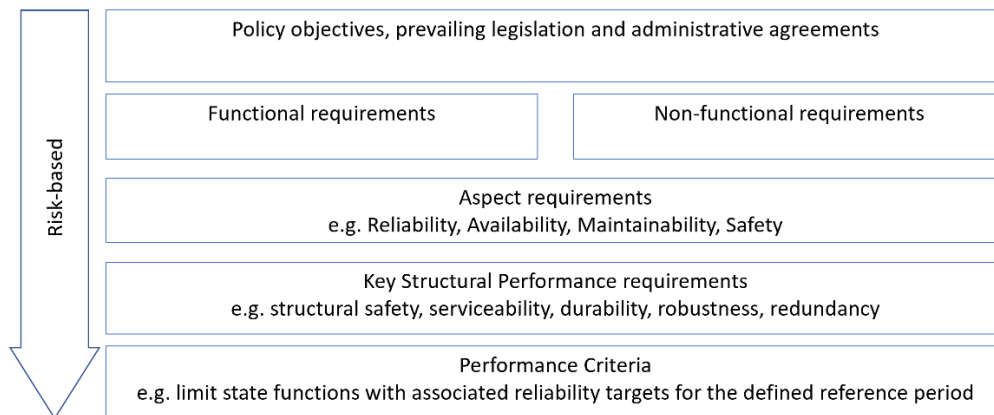 Policy objectives, prevailing legislation and administrative agreements
Functional requirements
Non-functional requirements
Risk-based
Aspect requirements
e.g. Reliability, Availability, Maintainability, Safety
Key Structural Performance requirements
e.g. structural safety, serviceability, durability, robustness, redundancy
Performance Criteria
e.g. limit state functions with associated reliability targets for the defined reference period